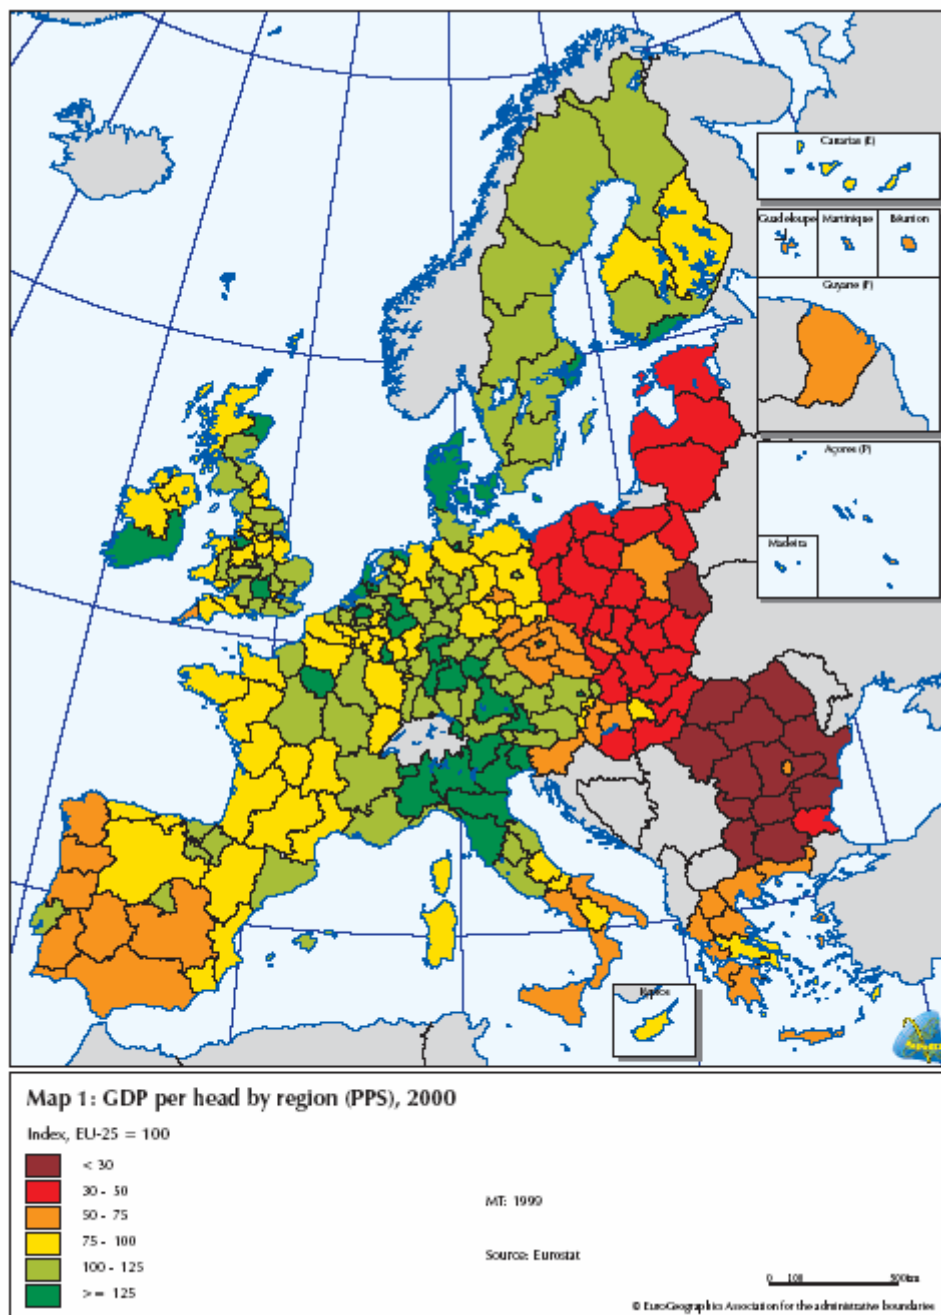 Canarias (E)
Guadeloupe
Martinique
Réunion
Guyane (F)
Açores (P)
Madeira
Kypros
Map 1: GDP per head by region (PPS), 2000
Index, EU-25 = 100
< 30
30 - 50
50 - 75
75 - 100
100 - 125
>= 125
MT: 1999
Source: Eurostat
0 100 500km
© EuroGeographics Association for the administrative boundaries